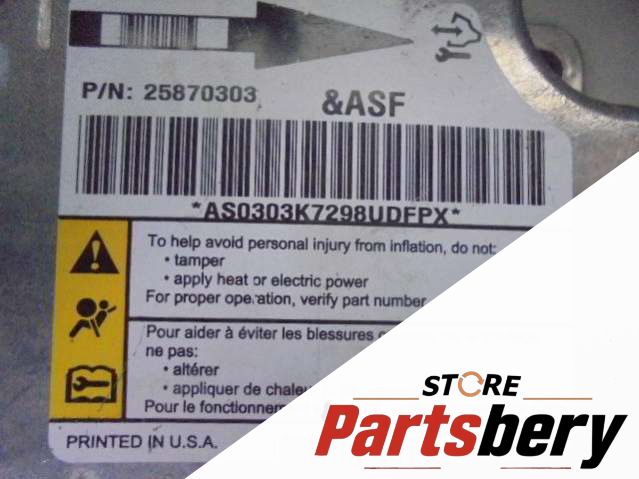 P/N: 25870303
&ASF
*AS0303K7298UDFPX*
To help avoid personal injury from inflation, do not:
• tamper
• apply heat or electric power
For proper operation, verify part number
Pour aider à éviter les blessures
ne pas:
• altérer
• appliquer de
Pour le
PRINTED IN U.S.A.
STORE
Partsbery